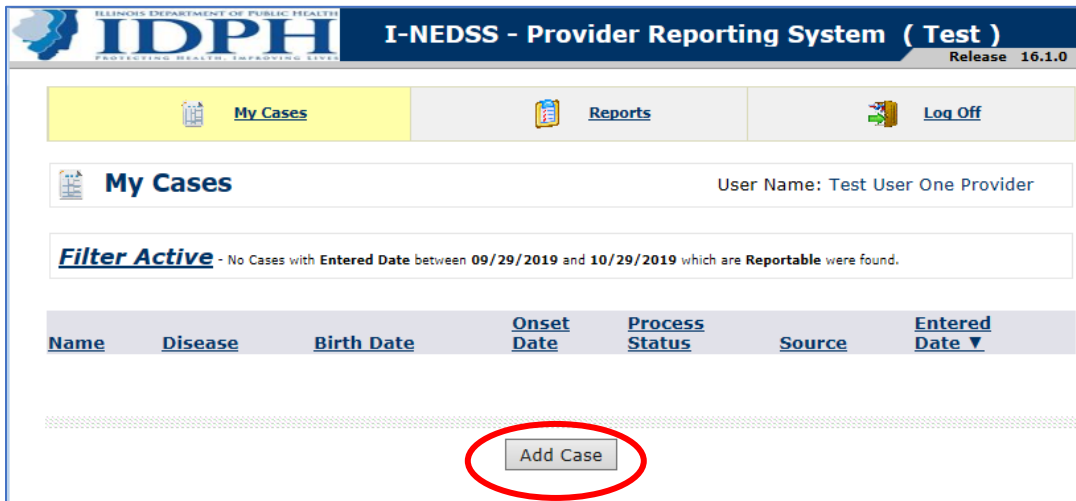 ILLINOIS DEPARTMENT OF PUBLIC HEALTH
IDPH
PROTECTING HEALTH, IMPROVING LIVES
I-NEDSS - Provider Reporting System ( Test )
Release 16.1.0
My Cases Reports Log Off
My Cases User Name: Test User One Provider
Filter Active - No Cases with Entered Date between 09/29/2019 and 10/29/2019 which are Reportable were found.
Name Disease Birth Date Onset Date Process Status Source Entered Date ▼
Add Case